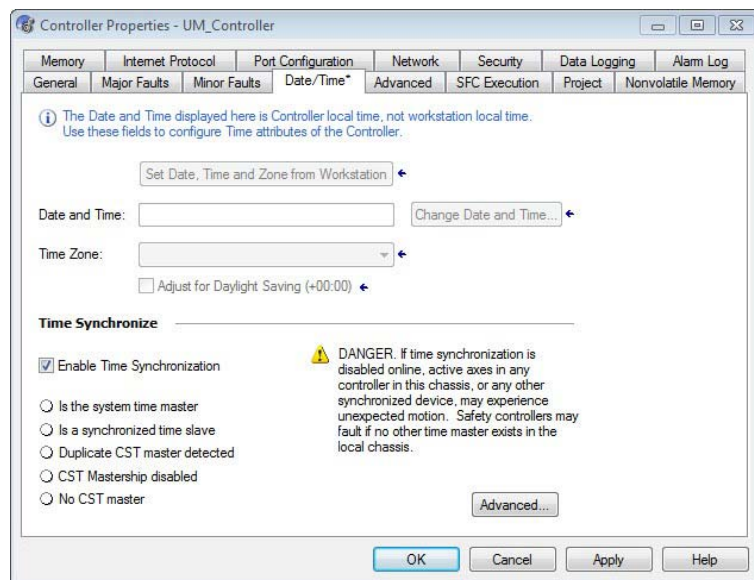 Controller Properties - UM_Controller
Memory Internet Protocol Port Configuration Network Security Data Logging Alarm Log
General Major Faults Minor Faults Date/Time* Advanced SFC Execution Project Nonvolatile Memory
The Date and Time displayed here is Controller local time, not workstation local time.
Use these fields to configure Time attributes of the Controller.
Set Date, Time and Zone from Workstation
Date and Time: Change Date and Time...
Time Zone:
Adjust for Daylight Saving (+00:00)
Time Synchronize
Enable Time Synchronization
Is the system time master
Is a synchronized time slave
Duplicate CST master detected
CST Mastership disabled
No CST master
DANGER. If time synchronization is
disabled online, active axes in any
controller in this chassis, or any other
synchronized device, may experience
unexpected motion. Safety controllers may
fault if no other time master exists in the
local chassis.
Advanced...
OK Cancel Apply Help